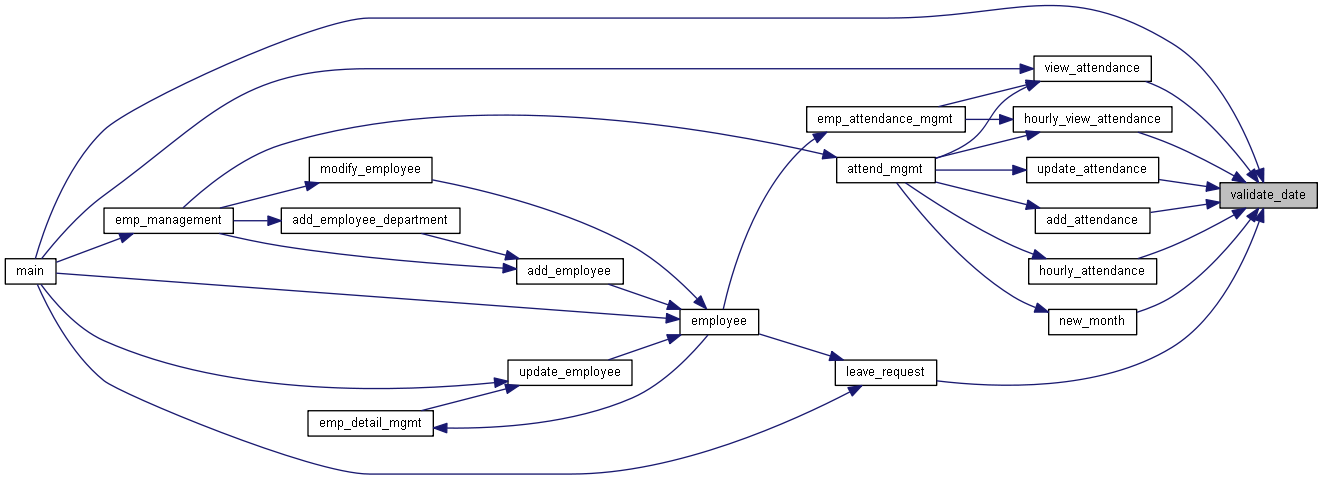 view_attendance
emp_attendance_mgmt
hourly_view_attendance
modify_employee
attend_mgmt
update_attendance
validate_date
emp_management
add_employee_department
add_attendance
main
add_employee
hourly_attendance
employee
new_month
update_employee
leave_request
emp_detail_mgmt